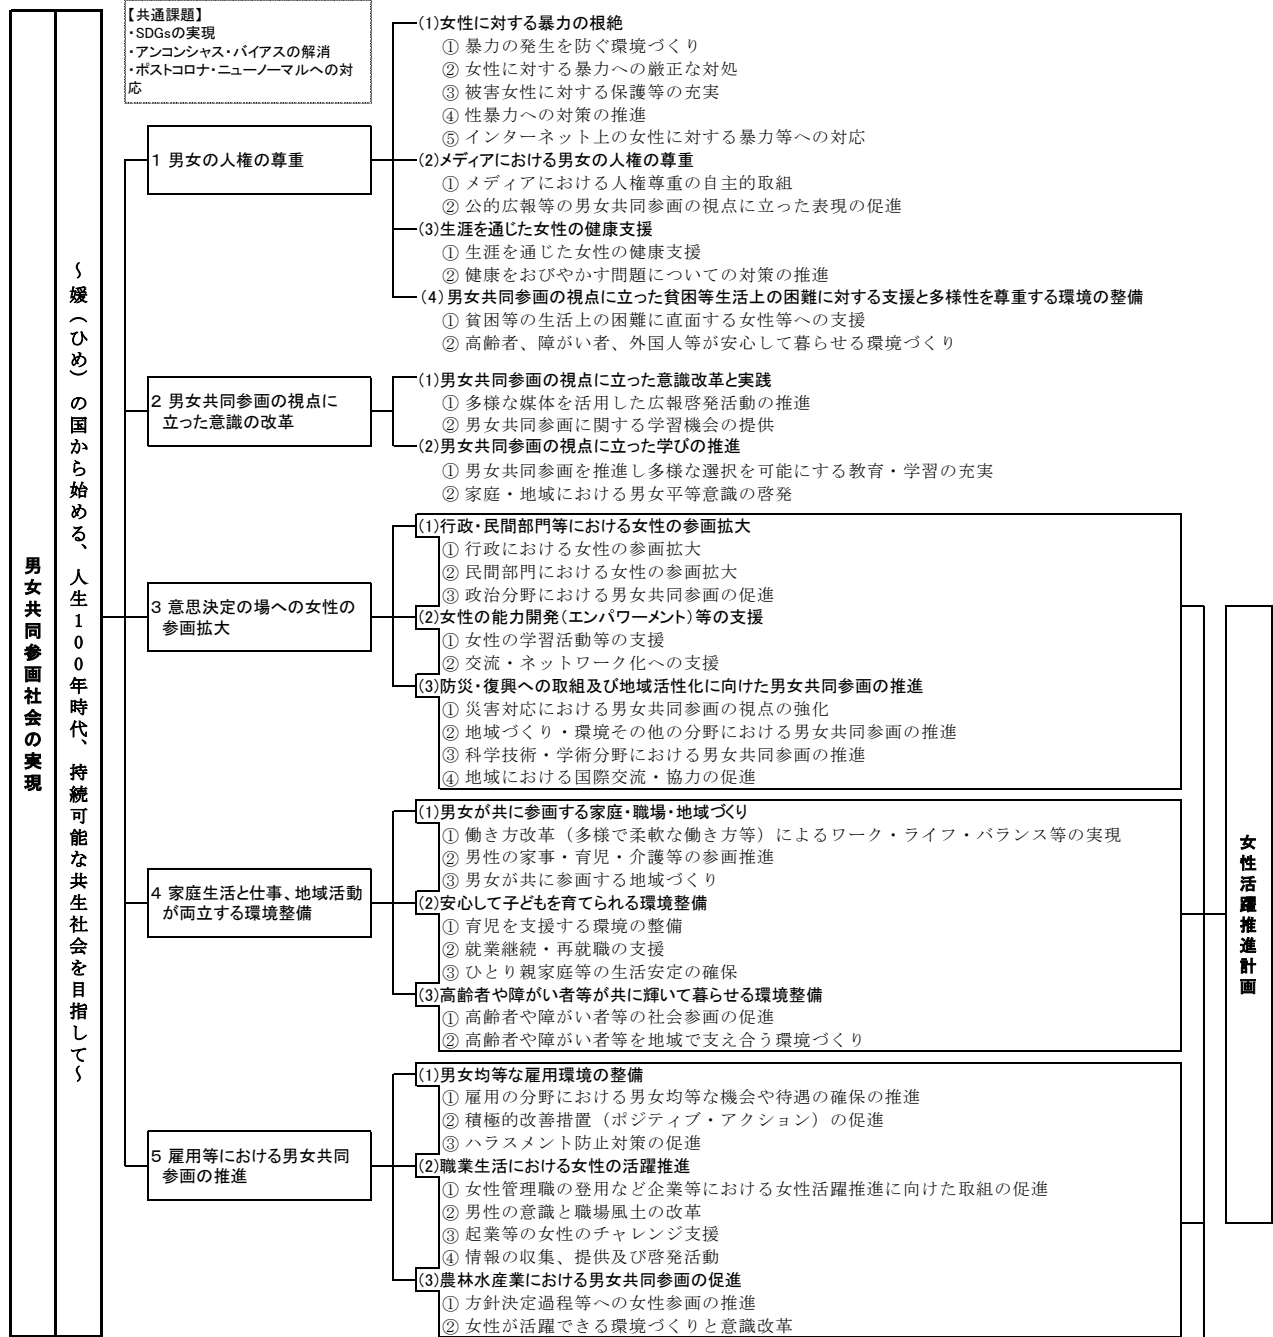 男女共同参画社会の実現
～媛（ひめ）の国から始める、人生100年時代、持続可能な共生社会を目指して～
【共通課題】
・SDGsの実現
・アンコンシャス・バイアスの解消
・ポストコロナ・ニューノーマルへの対
応
1 男女の人権の尊重
(1)女性に対する暴力の根絶
① 暴力の発生を防ぐ環境づくり
② 女性に対する暴力への厳正な対処
③ 被害女性に対する保護等の充実
④ 性暴力への対策の推進
⑤ インターネット上の女性に対する暴力等への対応
(2)メディアにおける男女の人権の尊重
① メディアにおける人権尊重の自主的取組
② 公的広報等の男女共同参画の視点に立った表現の促進
(3)生涯を通じた女性の健康支援
① 生涯を通じた女性の健康支援
② 健康をおびやかす問題についての対策の推進
(4)男女共同参画の視点に立った貧困等生活上の困難に対する支援と多様性を尊重する環境の整備
① 貧困等の生活上の困難に直面する女性等への支援
② 高齢者、障がい者、外国人等が安心して暮らせる環境づくり
2 男女共同参画の視点に
立った意識の改革
(1)男女共同参画の視点に立った意識改革と実践
① 多様な媒体を活用した広報啓発活動の推進
② 男女共同参画に関する学習機会の提供
(2)男女共同参画の視点に立った学びの推進
① 男女共同参画を推進し多様な選択を可能にする教育・学習の充実
② 家庭・地域における男女平等意識の啓発
3 意思決定の場への女性の
参画拡大
(1)行政・民間部門等における女性の参画拡大
① 行政における女性の参画拡大
② 民間部門における女性の参画拡大
③ 政治分野における男女共同参画の促進
(2)女性の能力開発（エンパワーメント）等の支援
① 女性の学習活動等の支援
② 交流・ネットワーク化への支援
(3)防災・復興への取組及び地域活性化に向けた男女共同参画の推進
① 災害対応における男女共同参画の視点の強化
② 地域づくり・環境その他の分野における男女共同参画の推進
③ 科学技術・学術分野における男女共同参画の推進
④ 地域における国際交流・協力の促進
4 家庭生活と仕事、地域活動
が両立する環境整備
(1)男女が共に参画する家庭・職場・地域づくり
① 働き方改革（多様で柔軟な働き方等）によるワーク・ライフ・バランス等の実現
② 男性の家事・育児・介護等の参画推進
③ 男女が共に参画する地域づくり
(2)安心して子どもを育てられる環境整備
① 育児を支援する環境の整備
② 就業継続・再就職の支援
③ ひとり親家庭等の生活安定の確保
(3)高齢者や障がい者等が共に輝いて暮らせる環境整備
① 高齢者や障がい者等の社会参画の促進
② 高齢者や障がい者等を地域で支え合う環境づくり
5 雇用等における男女共同
参画の推進
(1)男女均等な雇用環境の整備
① 雇用の分野における男女均等な機会や待遇の確保の推進
② 積極的改善措置（ポジティブ・アクション）の促進
③ ハラスメント防止対策の促進
(2)職業生活における女性の活躍推進
① 女性管理職の登用など企業等における女性活躍推進に向けた取組の促進
② 男性の意識と職場風土の改革
③ 起業等の女性のチャレンジ支援
④ 情報の収集、提供及び啓発活動
(3)農林水産業における男女共同参画の促進
① 方針決定過程等への女性参画の推進
② 女性が活躍できる環境づくりと意識改革
女性活躍推進計画